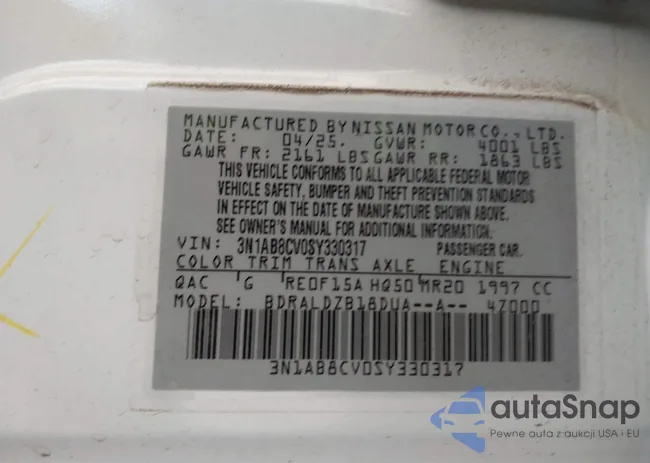 MANUFACTURED BY NISSAN MOTOR CO., LTD.
DATE: 04/25. GVWR: 4001 LBS
GAWR FR: 2161 LBS GAWR RR: 1863 LBS
THIS VEHICLE CONFORMS TO ALL APPLICABLE FEDERAL MOTOR
VEHICLE SAFETY, BUMPER AND THEFT PREVENTION STANDARDS
IN EFFECT ON THE DATE OF MANUFACTURE SHOWN ABOVE.
SEE OWNER'S MANUAL FOR ADDITIONAL INFORMATION.
VIN: 3N1AB8CV0SY330317 PASSENGER CAR.
COLOR TRIM TRANS AXLE ENGINE
QAC G RE0F15A HQ50 MR20 1997 CC
MODEL: BDRALDZB18DUA--A-- 47000
3N1AB8CV0SY330317
autaSnap
Pewne auta z aukcji USA i EU